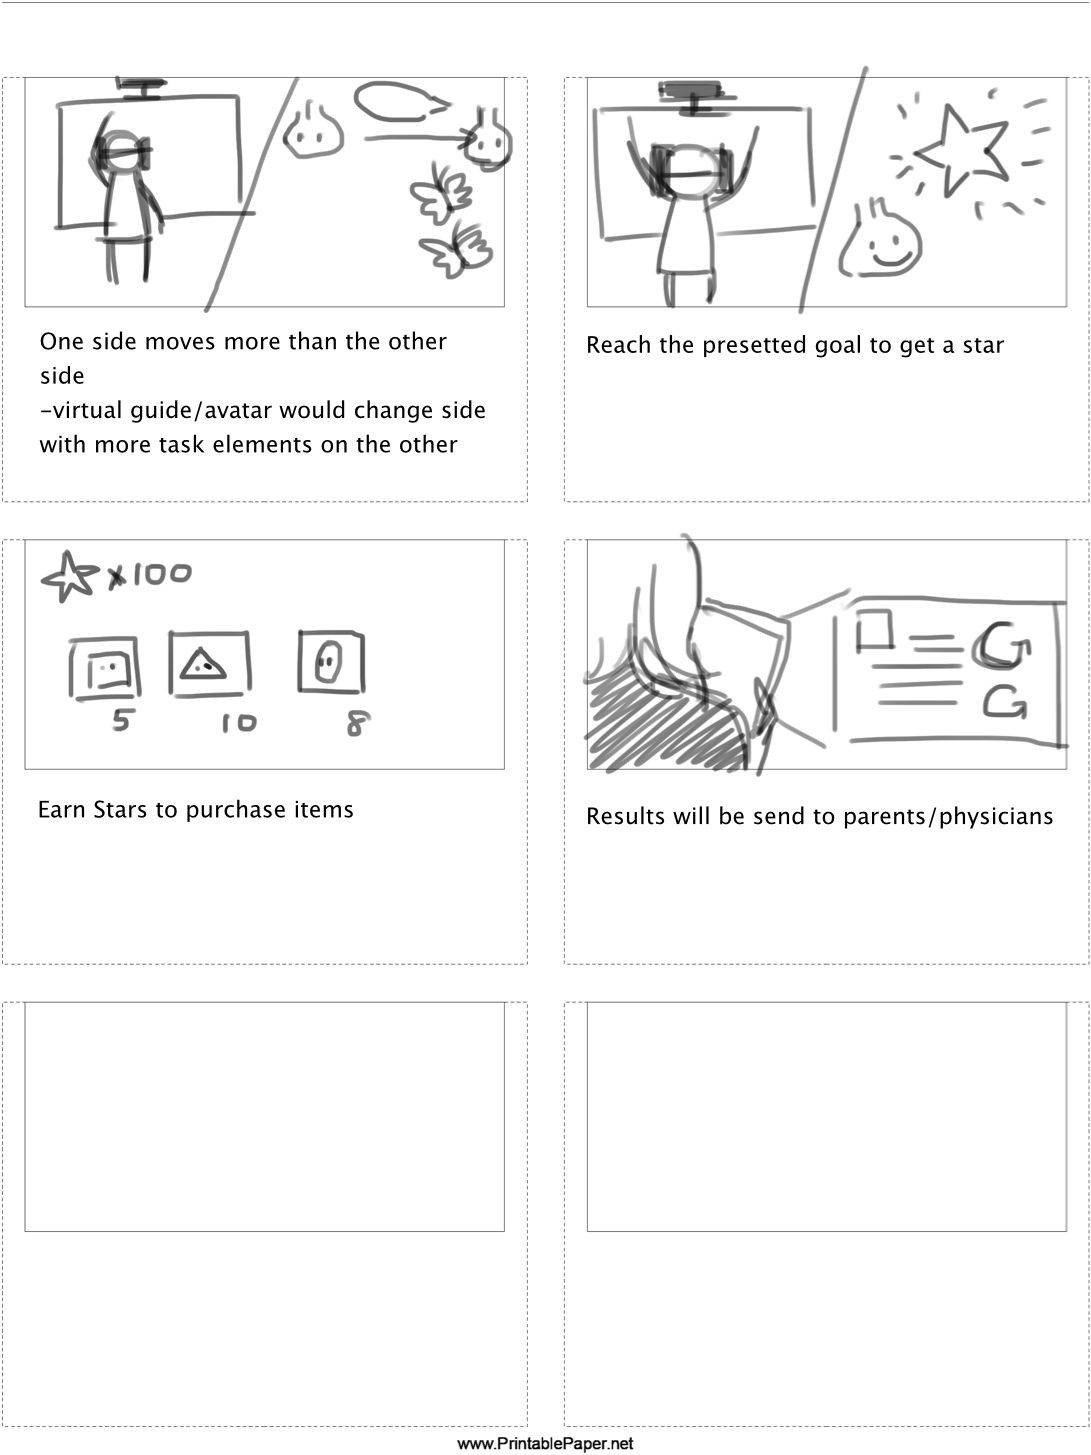 One side moves more than the other
side
-virtual guide/avatar would change side
with more task elements on the other
Reach the presetted goal to get a star
x100
5 10 8
Earn Stars to purchase items
G
G
Results will be send to parents/physicians
www.PrintablePaper.net